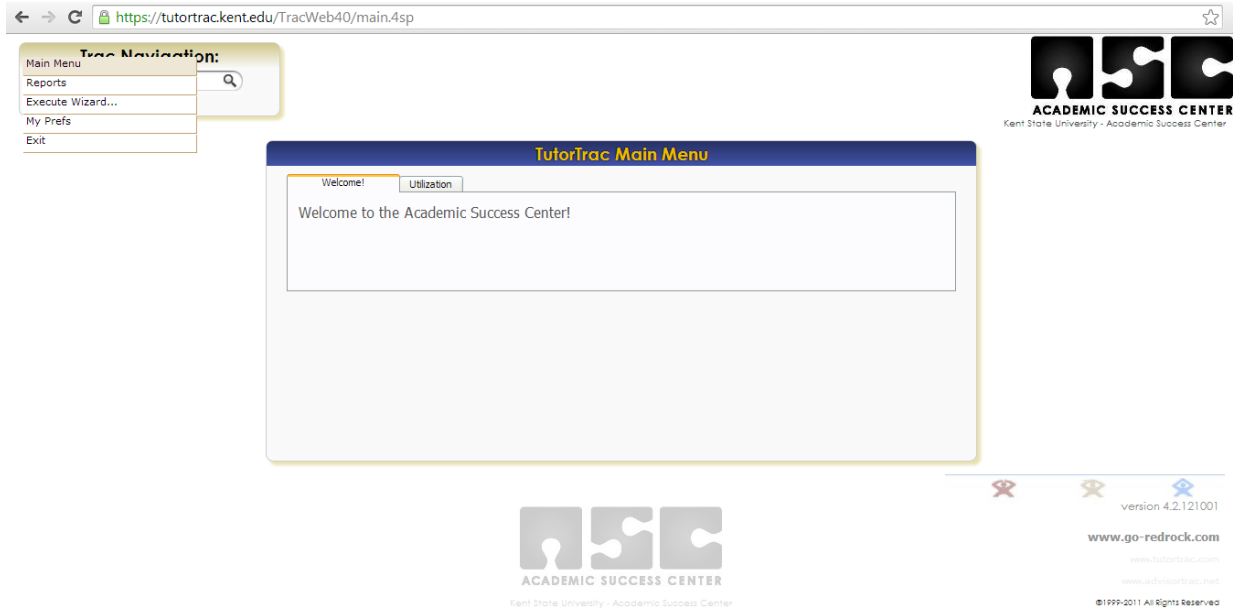 https://tutortrac.kent.edu/TracWeb40/main.4sp
Trac Navigation:
Main Menu
Reports
Execute Wizard...
My Prefs
Exit
ASC
ACADEMIC SUCCESS CENTER
Kent State University - Academic Success Center
TutorTrac Main Menu
Welcome!
Utilization
Welcome to the Academic Success Center!
ASC
ACADEMIC SUCCESS CENTER
Kent State University - Academic Success Center
version 4.2.121001
www.go-redrock.com
www.tutortrac.com
www.advisortrac.net
©1999-2011 All Rights Reserved